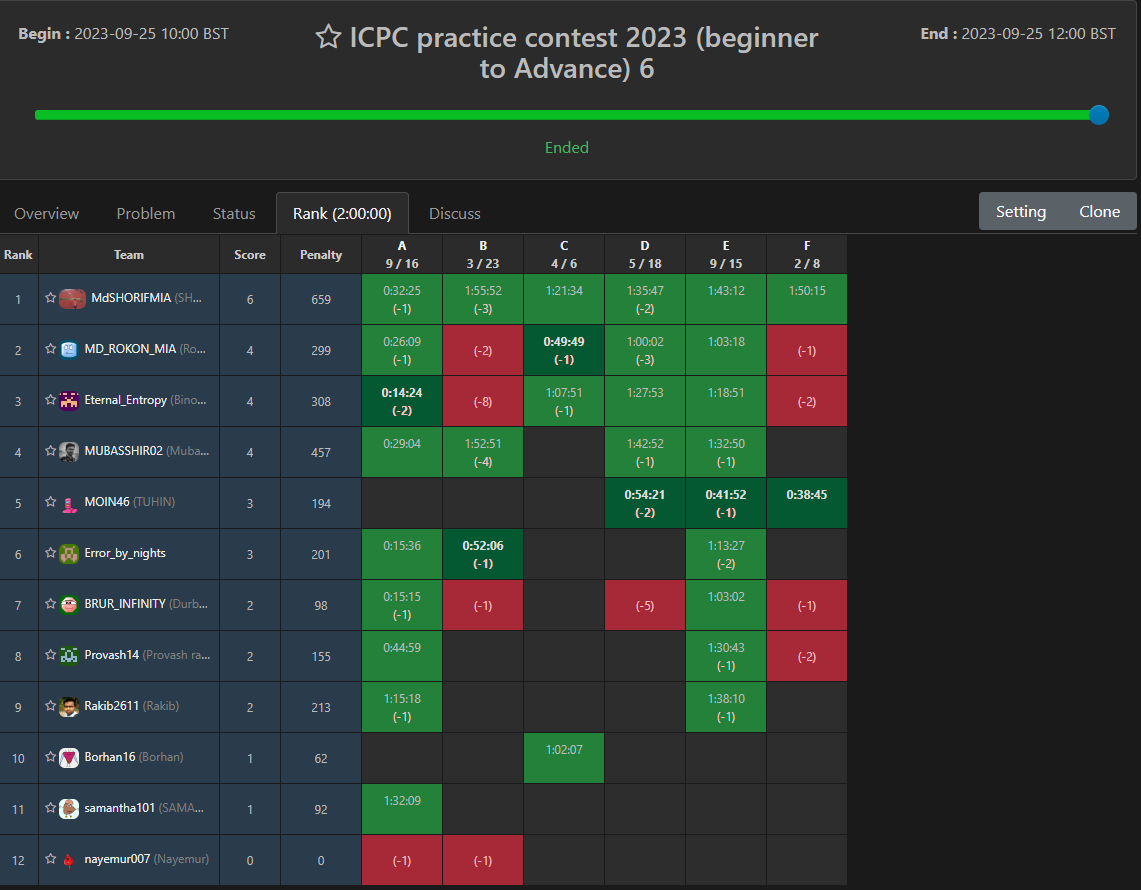 Begin : 2023-09-25 10:00 BST
ICPC practice contest 2023 (beginner
to Advance) 6
End : 2023-09-25 12:00 BST
Ended
Overview Problem Status Rank (2:00:00) Discuss Setting Clone
Rank Team Score Penalty A B C D E F
9 / 16 3 / 23 4 / 6 5 / 18 9 / 15 2 / 8
1 MdSHORIFMIA (SH... 6 659 0:32:25 1:55:52 1:21:34 1:35:47 1:43:12 1:50:15
(-1) (-3) (-2)
2 MD_ROKON_MIA (Ro... 4 299 0:26:09 (-2) 0:49:49 1:00:02 1:03:18 (-1)
(-1) (-1) (-3)
3 Eternal_Entropy (Bino... 4 308 0:14:24 (-8) 1:07:51 1:27:53 1:18:51 (-2)
(-2) (-1)
4 MUBASSHIR02 (Muba... 4 457 0:29:04 1:52:51 1:42:52 1:32:50
(-4) (-1) (-1)
5 MOIN46 (TUHIN) 3 194 0:54:21 0:41:52 0:38:45
(-2) (-1)
6 Error_by_nights 3 201 0:15:36 0:52:06 1:13:27
(-1) (-2)
7 BRUR_INFINITY (Durb... 2 98 0:15:15 (-1) (-5) 1:03:02 (-1)
(-1)
8 Provash14 (Provash ra... 2 155 0:44:59 1:30:43 (-2)
(-1)
9 Rakib2611 (Rakib) 2 213 1:15:18 1:38:10
(-1) (-1)
10 Borhan16 (Borhan) 1 62 1:02:07
11 samantha101 (SAMA... 1 92 1:32:09
12 nayemur007 (Nayemur) 0 0 (-1) (-1)